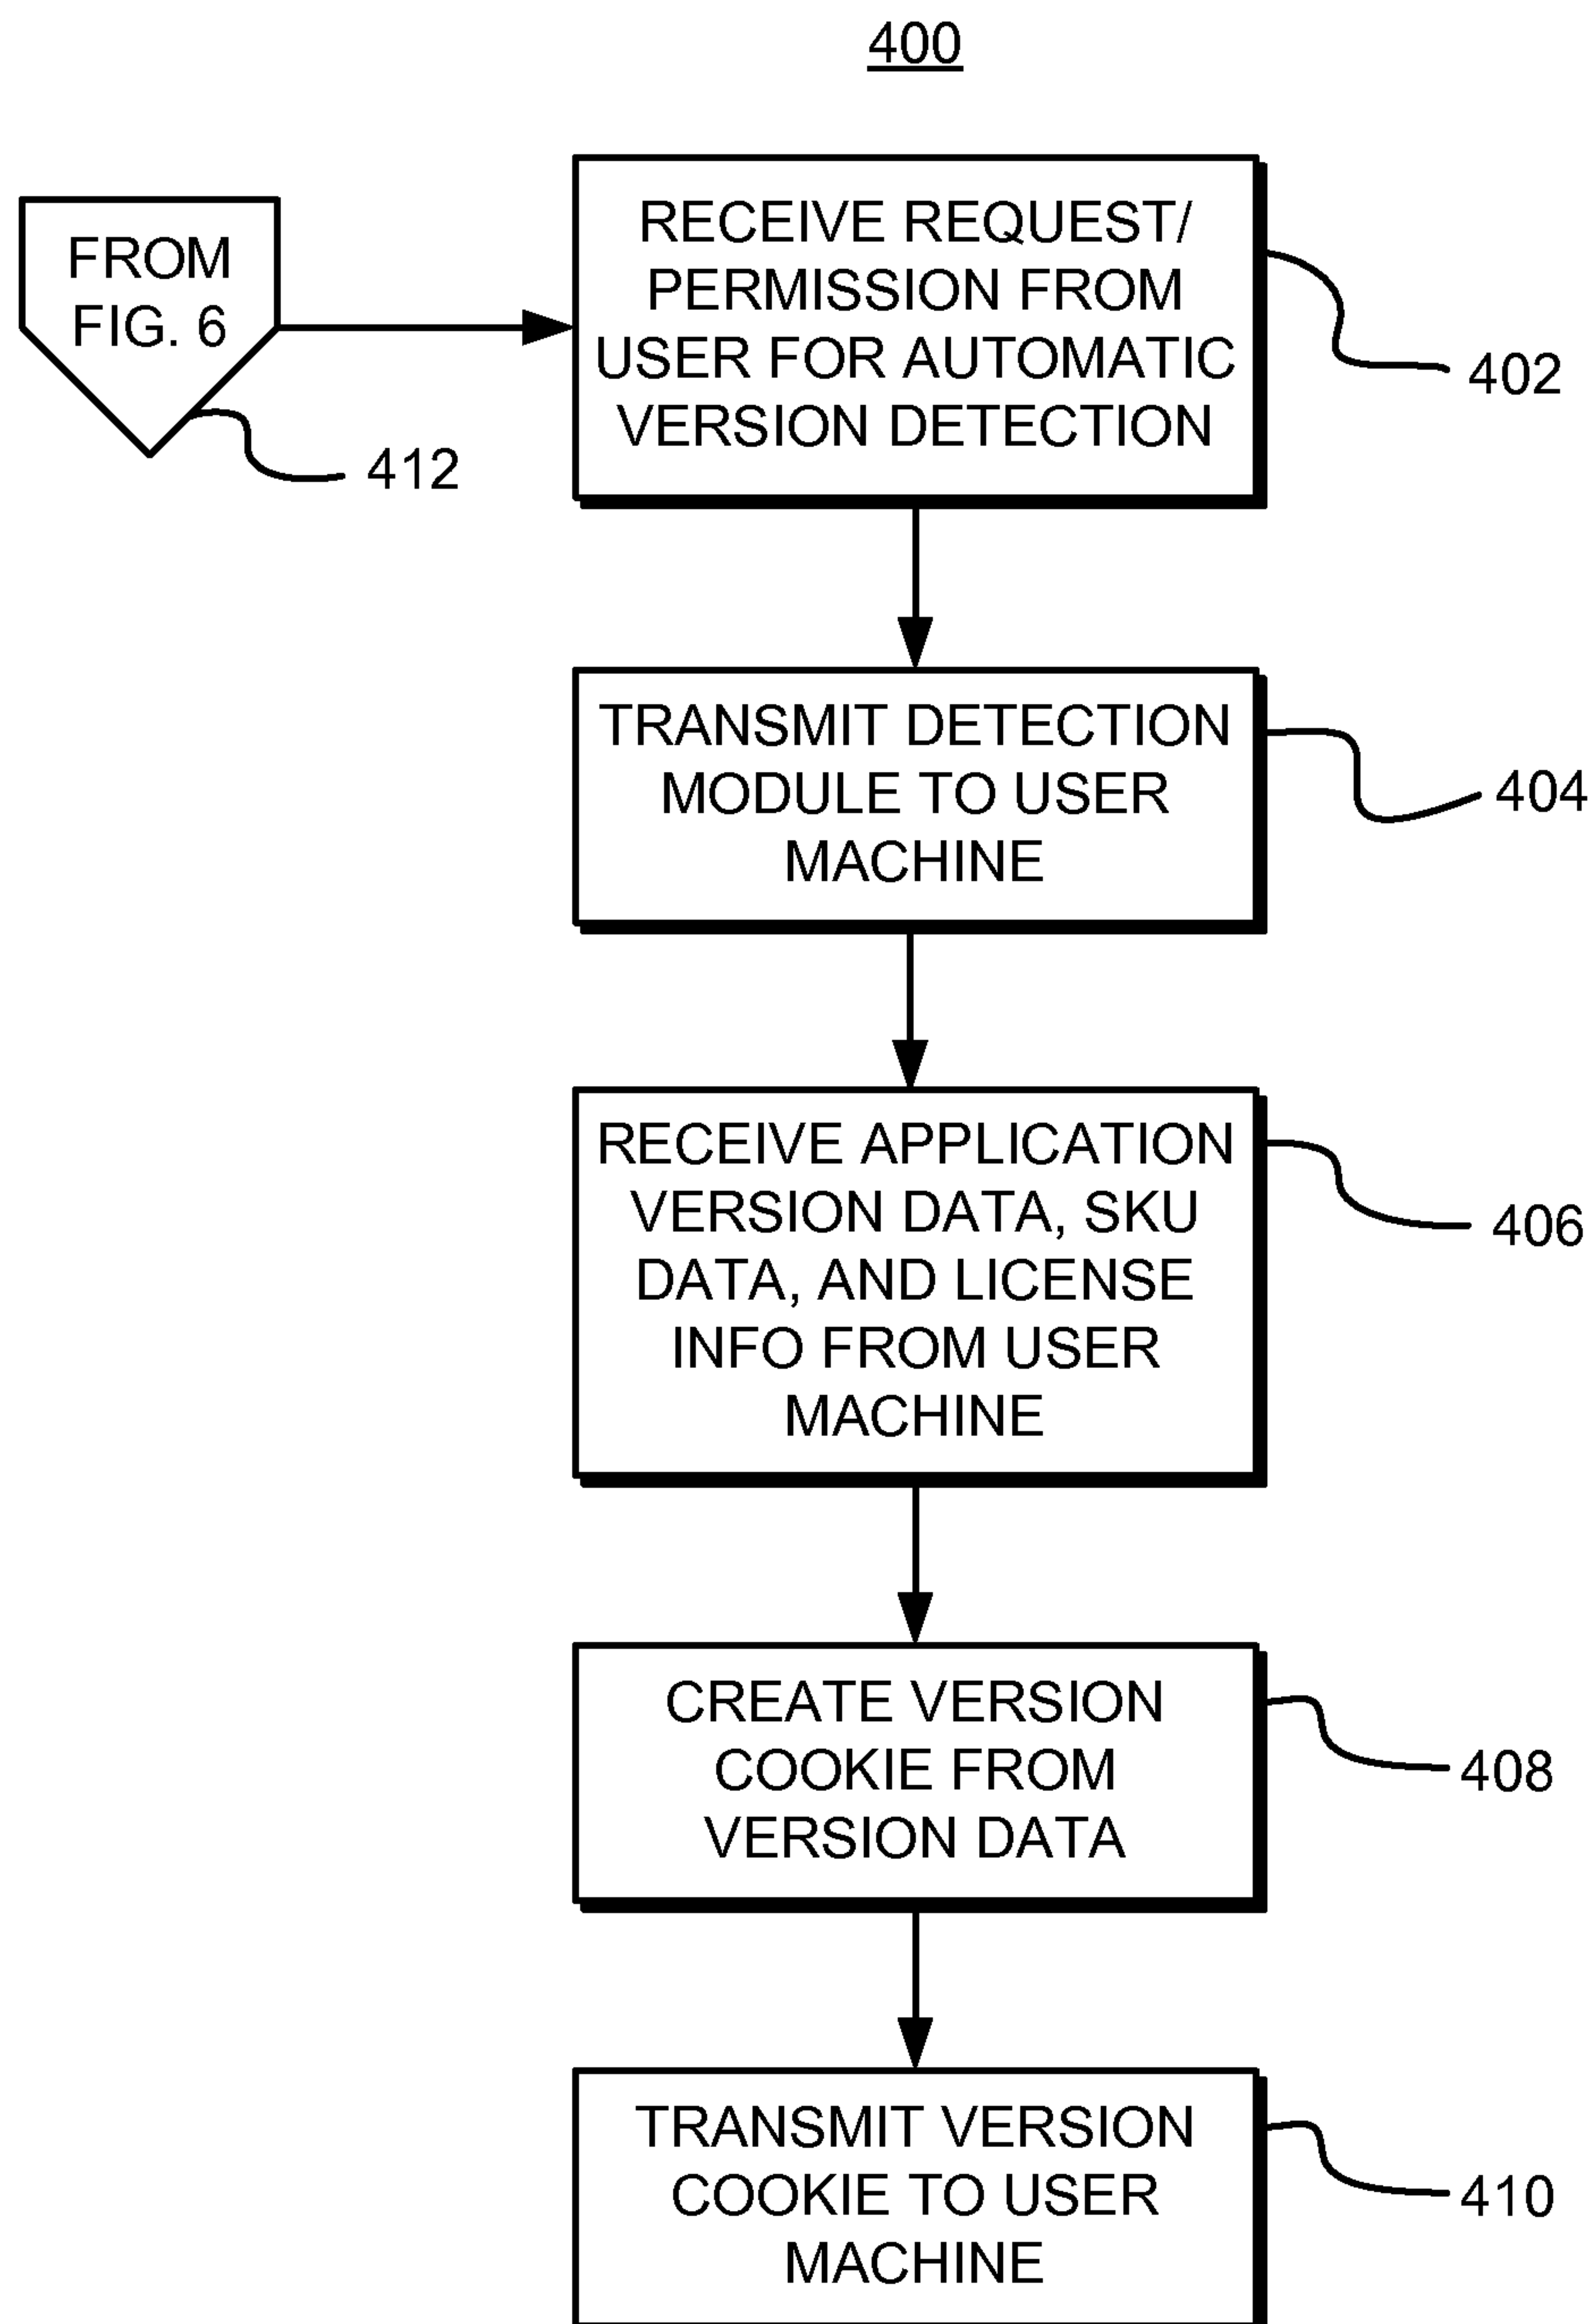 400
FROM
FIG. 6
412
RECEIVE REQUEST/
PERMISSION FROM
USER FOR AUTOMATIC
VERSION DETECTION
402
TRANSMIT DETECTION
MODULE TO USER
MACHINE
404
RECEIVE APPLICATION
VERSION DATA, SKU
DATA, AND LICENSE
INFO FROM USER
MACHINE
406
CREATE VERSION
COOKIE FROM
VERSION DATA
408
TRANSMIT VERSION
COOKIE TO USER
MACHINE
410